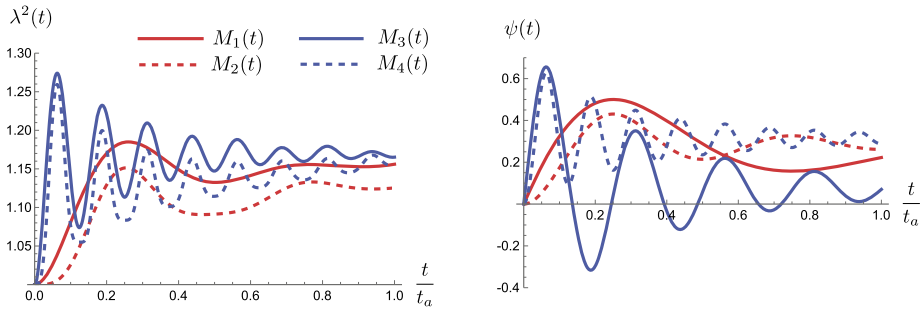 λ²(t)
M₁(t) M₃(t)
M₂(t) M₄(t)
1.30
1.25
1.20
1.15
1.10
1.05
0.0 0.2 0.4 0.6 0.8 1.0
t/tₐ
ψ(t)
0.6
0.4
0.2
-0.2
-0.4
0.2 0.4 0.6 0.8 1.0
t/tₐ